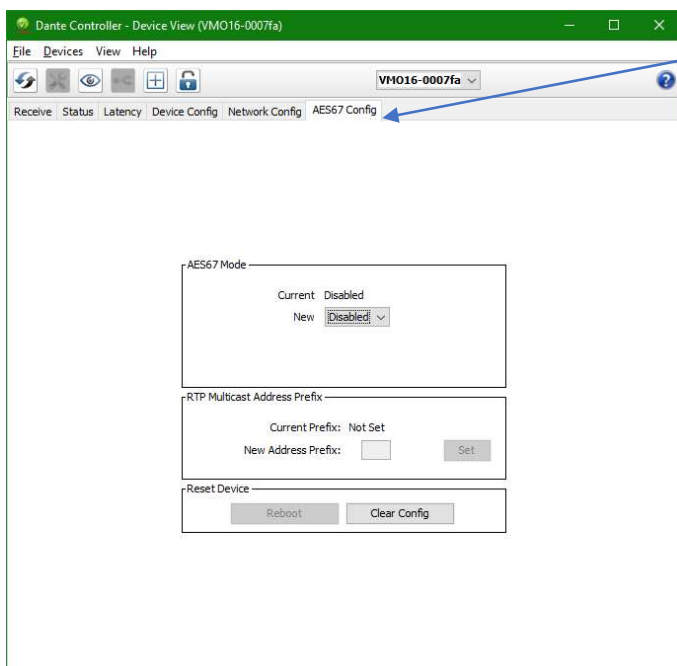 Dante Controller - Device View (VMO16-0007fa)
File Devices View Help
VMO16-0007fa
Receive Status Latency Device Config Network Config AES67 Config
AES67 Mode
Current Disabled
New Disabled
RTP Multicast Address Prefix
Current Prefix: Not Set
New Address Prefix: Set
Reset Device
Reboot Clear Config